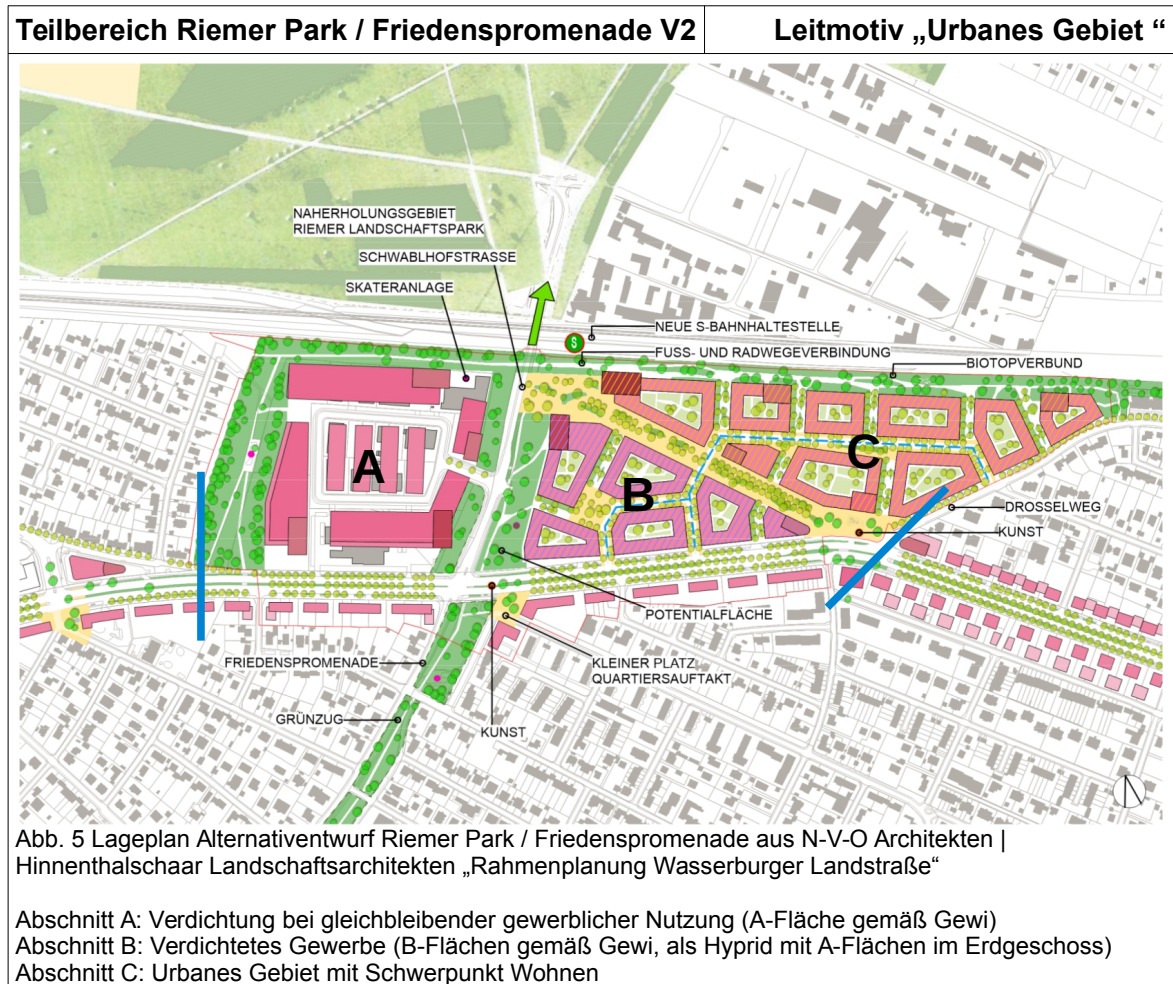 Teilbereich Riemer Park / Friedenspromenade V2
Leitmotiv „Urbanes Gebiet “
NAHERHOLUNGSGEBIET
RIEMER LANDSCHAFTSPARK
SCHWABLHOFSTRASSE
SKATERANLAGE
S
NEUE S-BAHNHALTESTELLE
FUSS- UND RADWEGEVERBINDUNG
BIOTOPVERBUND
A
B
C
DROSSELWEG
KUNST
POTENTIALFLÄCHE
FRIEDENSPROMENADE
KLEINER PLATZ
QUARTIERSAUFTAKT
GRÜNZUG
KUNST
Abb. 5 Lageplan Alternativentwurf Riemer Park / Friedenspromenade aus N-V-O Architekten |
Hinnenthalschaar Landschaftsarchitekten „Rahmenplanung Wasserburger Landstraße“
Abschnitt A: Verdichtung bei gleichbleibender gewerblicher Nutzung (A-Fläche gemäß Gewi)
Abschnitt B: Verdichtetes Gewerbe (B-Flächen gemäß Gewi, als Hyprid mit A-Flächen im Erdgeschoss)
Abschnitt C: Urbanes Gebiet mit Schwerpunkt Wohnen